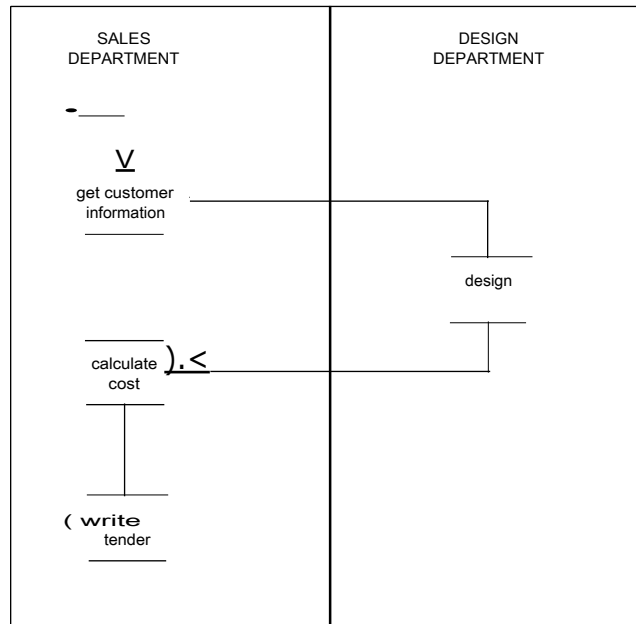 SALES
DEPARTMENT
DESIGN
DEPARTMENT
V
get customer
information
design
calculate ).<
cost
( write
tender